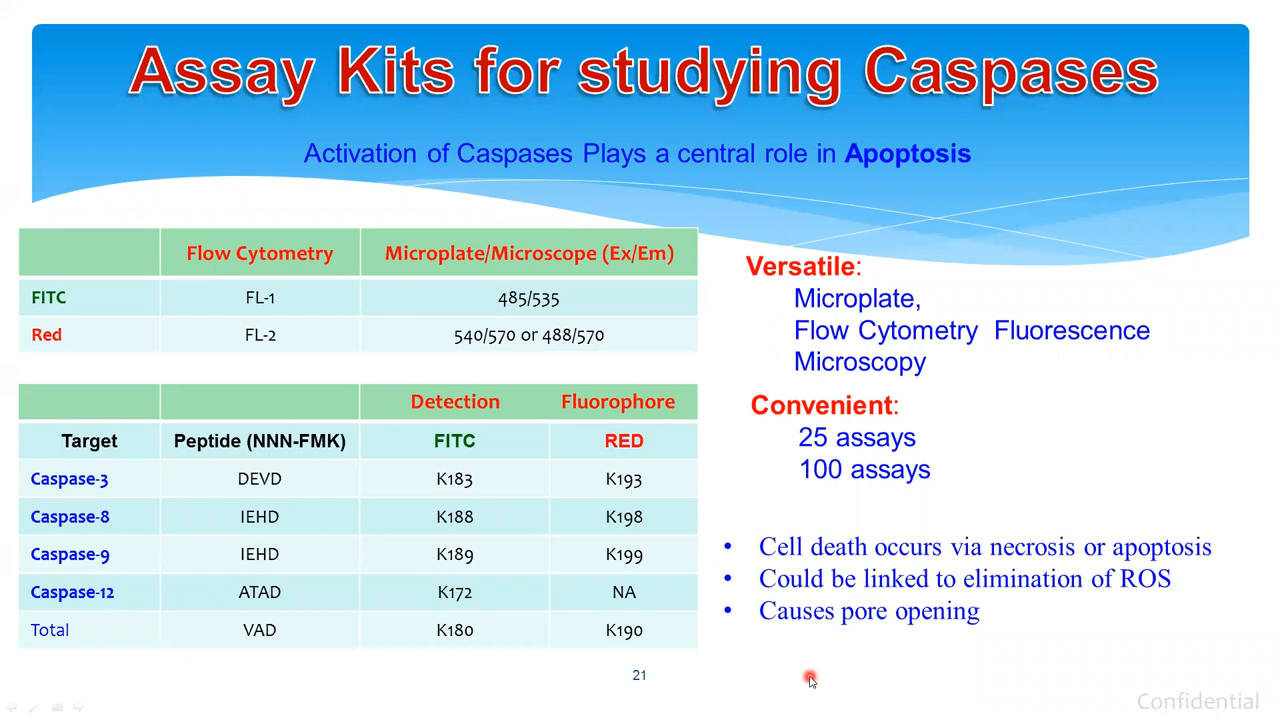 Assay Kits for studying Caspases
Activation of Caspases Plays a central role in Apoptosis
Flow Cytometry Microplate/Microscope (Ex/Em)
FITC FL-1 485/535
Red FL-2 540/570 or 488/570
Detection Fluorophore
Target Peptide (NNN-FMK) FITC RED
Caspase-3 DEVD K183 K193
Caspase-8 IEHD K188 K198
Caspase-9 IEHD K189 K199
Caspase-12 ATAD K172 NA
Total VAD K180 K190
Versatile:
Microplate,
Flow Cytometry Fluorescence
Microscopy
Convenient:
25 assays
100 assays
• Cell death occurs via necrosis or apoptosis
• Could be linked to elimination of ROS
• Causes pore opening
21
Confidential